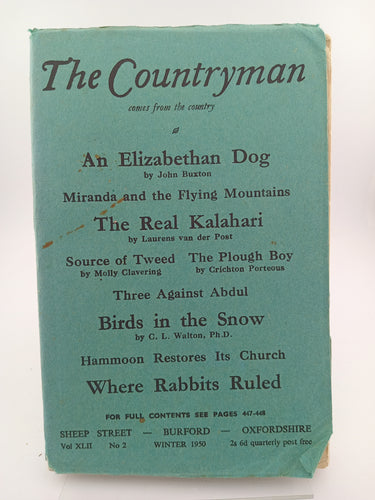 The Countryman
comes from the country
An Elizabethan Dog
by John Buxton
Miranda and the Flying Mountains
The Real Kalahari
by Laurens van der Post
Source of Tweed The Plough Boy
by Molly Clavering by Crichton Porteous
Three Against Abdul
Birds in the Snow
by C. L. Walton, Ph.D.
Hammoon Restores Its Church
Where Rabbits Ruled
FOR FULL CONTENTS SEE PAGES 447-448
SHEEP STREET — BURFORD — OXFORDSHIRE
Vol XLII No 2 WINTER 1950 2s 6d quarterly post free